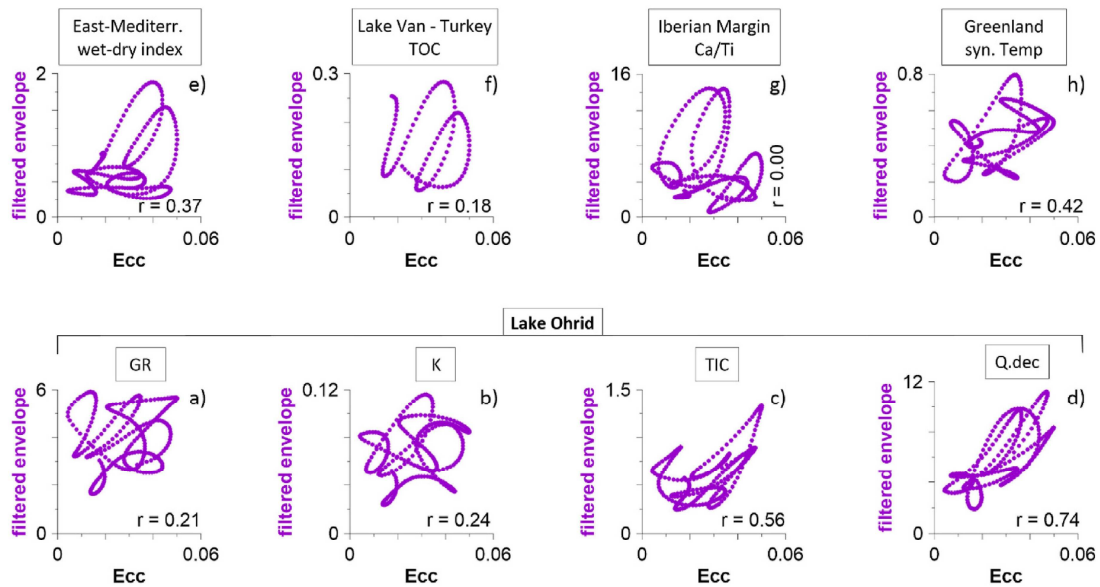 East-Mediterr.
wet-dry index
Lake Van - Turkey
TOC
Iberian Margin
Ca/Ti
Greenland
syn. Temp
filtered envelope
2
0
e)
r = 0.37
0
0.06
Ecc
filtered envelope
0.3
0
f)
r = 0.18
0
0.06
Ecc
filtered envelope
16
0
g)
r = 0.00
0
0.06
Ecc
filtered envelope
0.8
0
h)
r = 0.42
0
0.06
Ecc
Lake Ohrid
GR
K
TIC
Q.dec
filtered envelope
6
0
a)
r = 0.21
0
0.06
Ecc
filtered envelope
0.12
0
b)
r = 0.24
0
0.06
Ecc
filtered envelope
1.5
0
c)
r = 0.56
0
0.06
Ecc
filtered envelope
12
0
d)
r = 0.74
0
0.06
Ecc